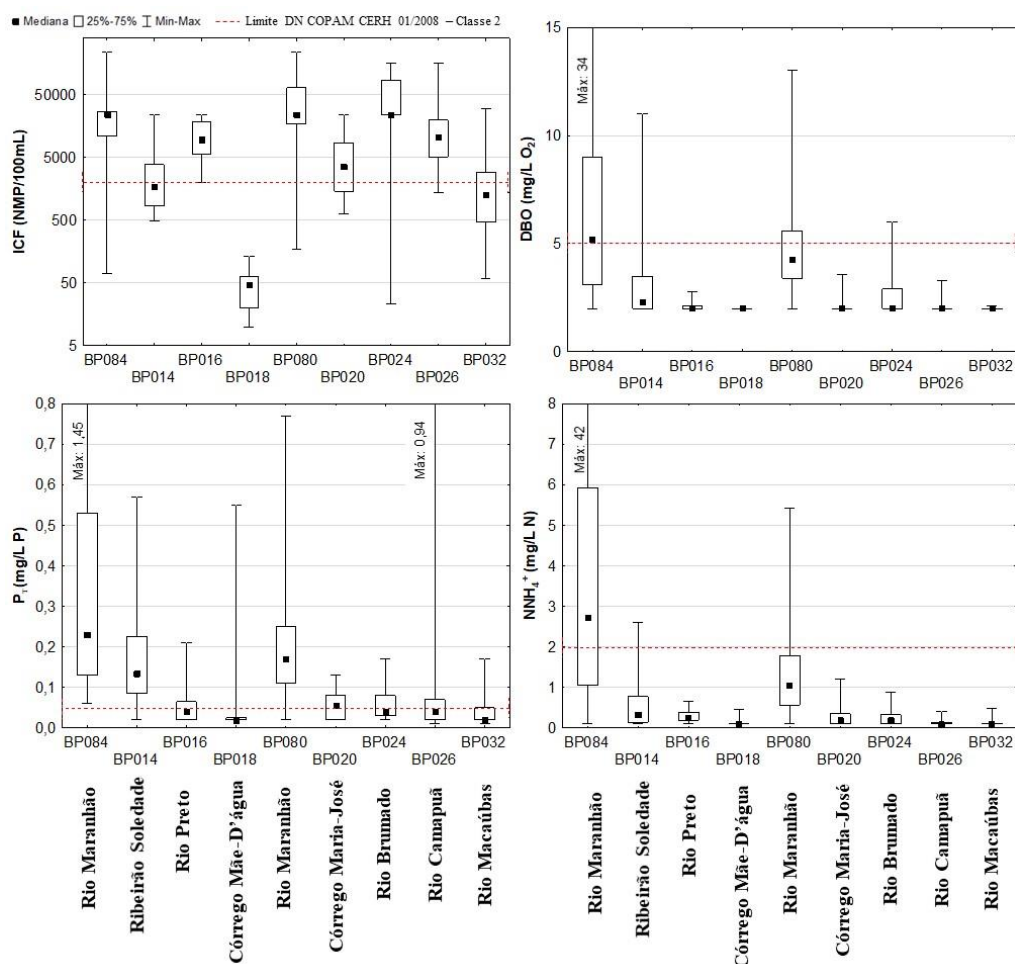 Mediana 25%-75% Min-Max Limite DN COPAM CERH 01/2008 – Classe 2
ICF (NMP/100mL)
50000
5000
500
50
5
BP084 BP016 BP080 BP024 BP032
BP014 BP018 BP020 BP026
DBO (mg/L O₂)
15
10
5
0
Máx: 34
BP084 BP016 BP080 BP024 BP032
BP014 BP018 BP020 BP026
P_T (mg/L P)
0,8
0,7
0,6
0,5
0,4
0,3
0,2
0,1
0,0
Máx: 1,45
Máx: 0,94
BP084 BP016 BP080 BP024 BP032
BP014 BP018 BP020 BP026
NNH₄⁺ (mg/L N)
8
7
6
5
4
3
2
1
0
Máx: 42
BP084 BP016 BP080 BP024 BP032
BP014 BP018 BP020 BP026
Rio Maranhão
Ribeirão Soledade
Rio Preto
Córrego Mãe-D'água
Rio Maranhão
Córrego Maria-José
Rio Brumado
Rio Camapuã
Rio Macaúbas
Rio Maranhão
Ribeirão Soledade
Rio Preto
Córrego Mãe-D'água
Rio Maranhão
Córrego Maria-José
Rio Brumado
Rio Camapuã
Rio Macaúbas